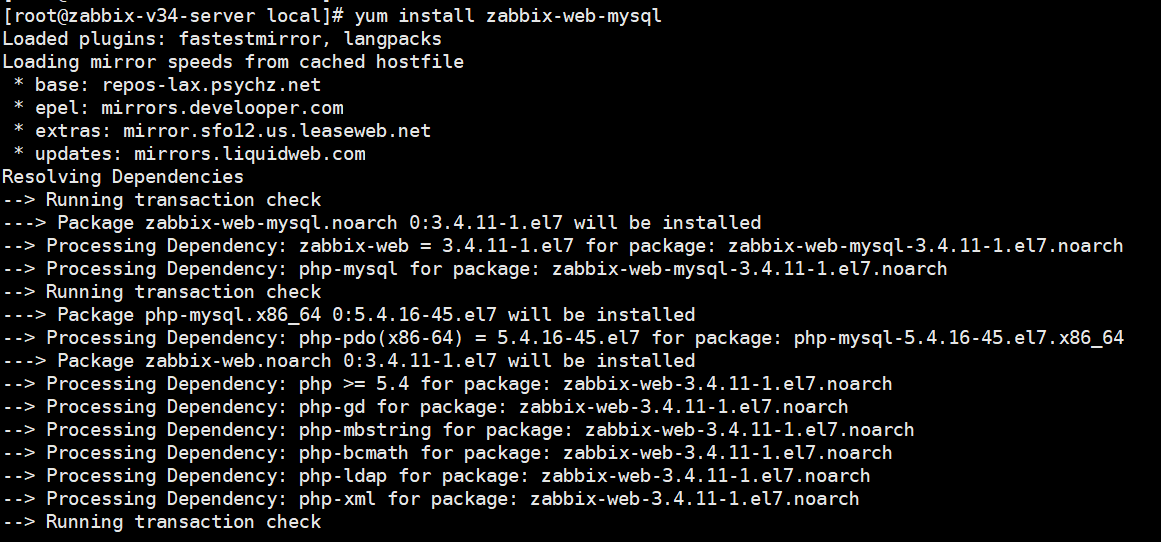 [root@zabbix-v34-server local]# yum install zabbix-web-mysql
Loaded plugins: fastestmirror, langpacks
Loading mirror speeds from cached hostfile
 * base: repos-lax.psychz.net
 * epel: mirrors.develooper.com
 * extras: mirror.sfo12.us.leaseweb.net
 * updates: mirrors.liquidweb.com
Resolving Dependencies
--> Running transaction check
---> Package zabbix-web-mysql.noarch 0:3.4.11-1.el7 will be installed
--> Processing Dependency: zabbix-web = 3.4.11-1.el7 for package: zabbix-web-mysql-3.4.11-1.el7.noarch
--> Processing Dependency: php-mysql for package: zabbix-web-mysql-3.4.11-1.el7.noarch
--> Running transaction check
---> Package php-mysql.x86_64 0:5.4.16-45.el7 will be installed
--> Processing Dependency: php-pdo(x86-64) = 5.4.16-45.el7 for package: php-mysql-5.4.16-45.el7.x86_64
---> Package zabbix-web.noarch 0:3.4.11-1.el7 will be installed
--> Processing Dependency: php >= 5.4 for package: zabbix-web-3.4.11-1.el7.noarch
--> Processing Dependency: php-gd for package: zabbix-web-3.4.11-1.el7.noarch
--> Processing Dependency: php-mbstring for package: zabbix-web-3.4.11-1.el7.noarch
--> Processing Dependency: php-bcmath for package: zabbix-web-3.4.11-1.el7.noarch
--> Processing Dependency: php-ldap for package: zabbix-web-3.4.11-1.el7.noarch
--> Processing Dependency: php-xml for package: zabbix-web-3.4.11-1.el7.noarch
--> Running transaction check